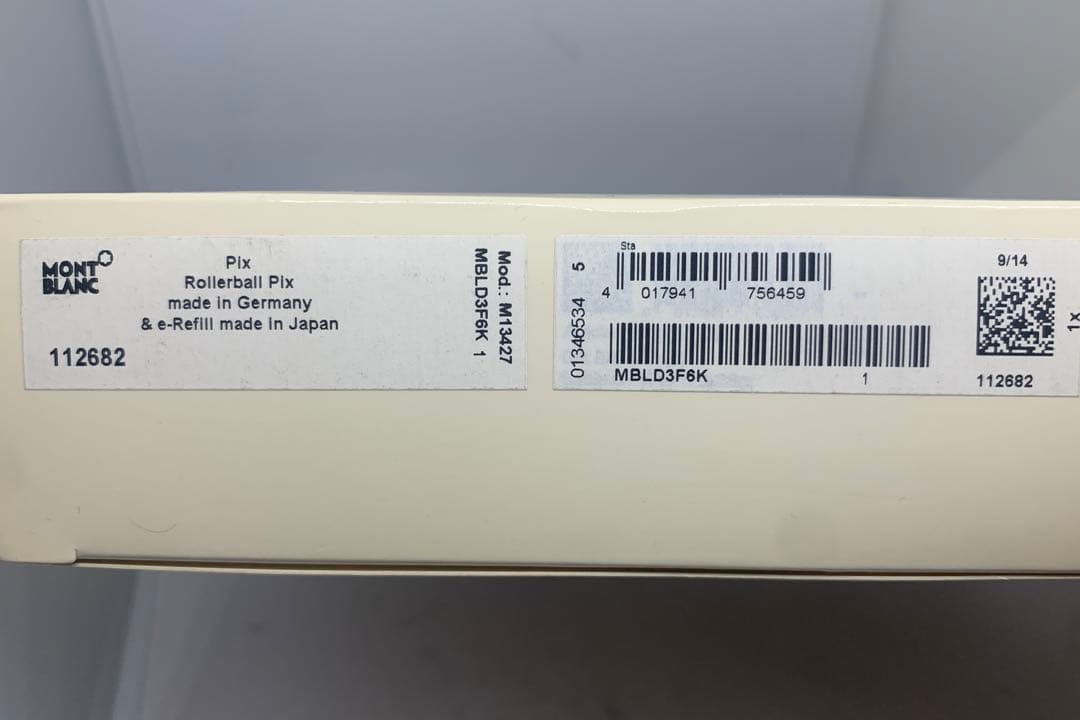 MONT
BLANC
Pix
Rollerball Pix
made in Germany
& e-Refill made in Japan
112682
Mod.: M13427
MBLD3F6K 1
01346534 5
Sta
4 017941 756459
MBLD3F6K 1
9/14
112682
1x